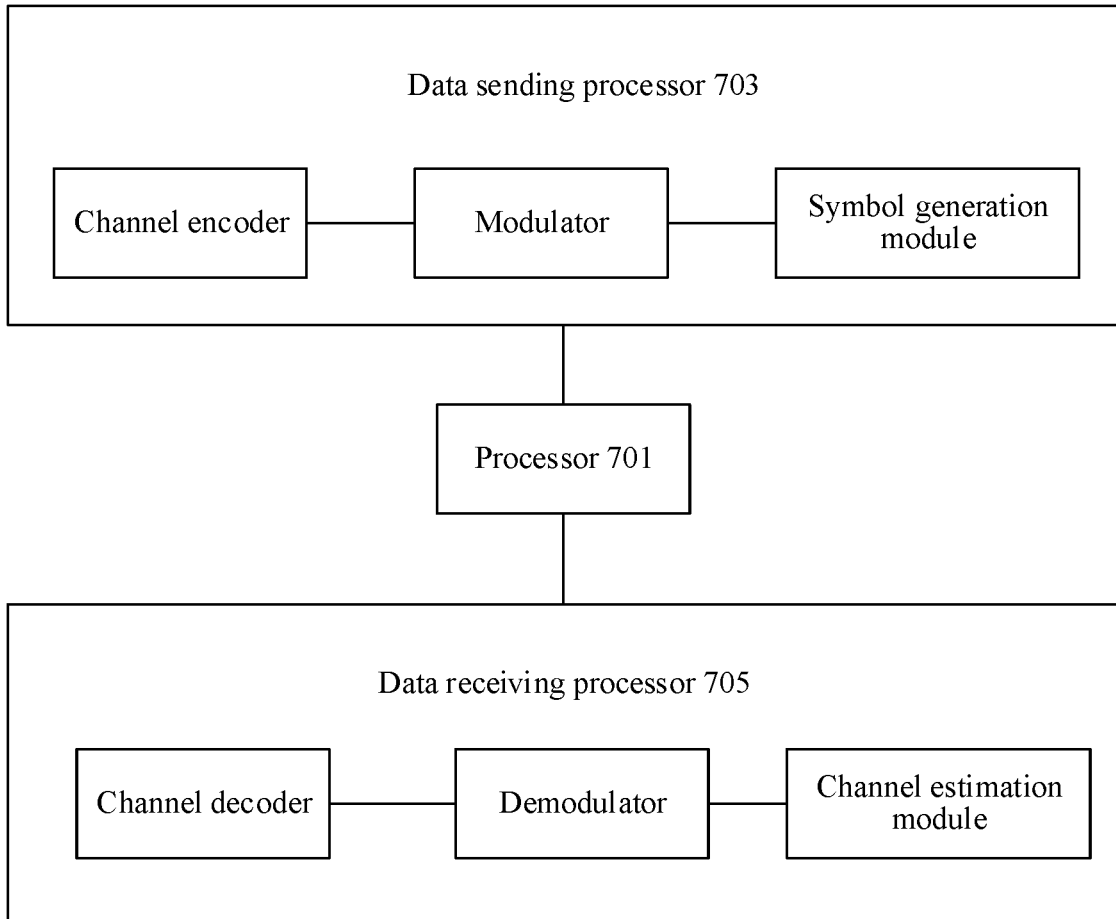 Data sending processor 703
Channel encoder
Modulator
Symbol generation
module
Processor 701
Data receiving processor 705
Channel decoder
Demodulator
Channel estimation
module